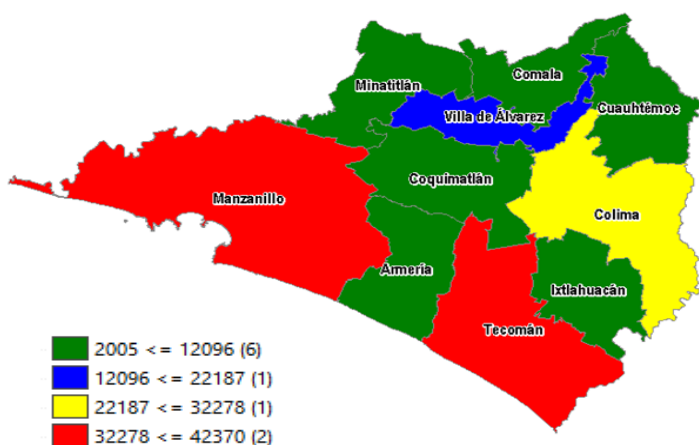 Comala
Minatitlán
Cuauhtémoc
Villa de Álvarez
Coquimatlán
Manzanillo
Colima
Armería
Ixtlahuacán
Tecomán
2005 <= 12096 (6)
12096 <= 22187 (1)
22187 <= 32278 (1)
32278 <= 42370 (2)